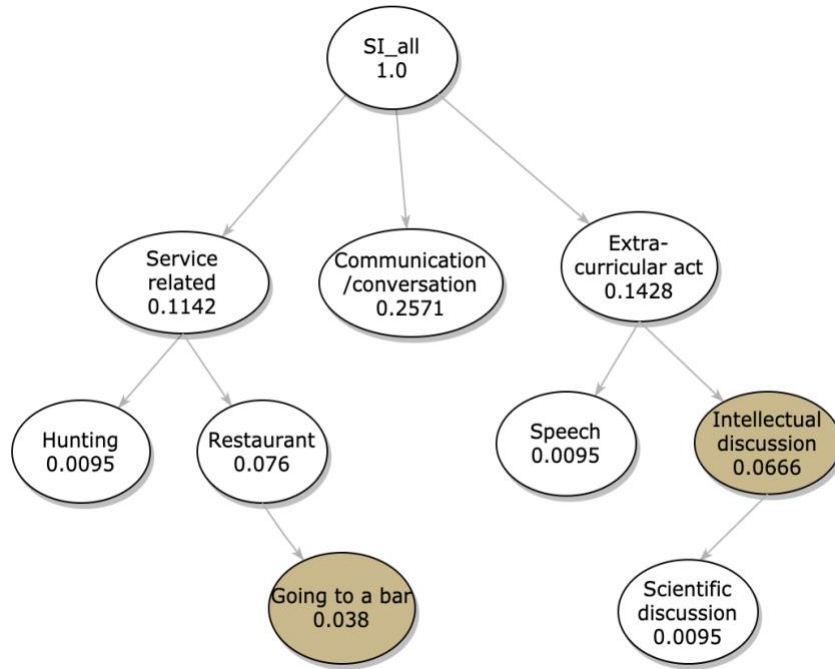 SI_all
1.0
Service
related
0.1142
Communication
/conversation
0.2571
Extra-
curricular act
0.1428
Hunting
0.0095
Restaurant
0.076
Speech
0.0095
Intellectual
discussion
0.0666
Going to a bar
0.038
Scientific
discussion
0.0095